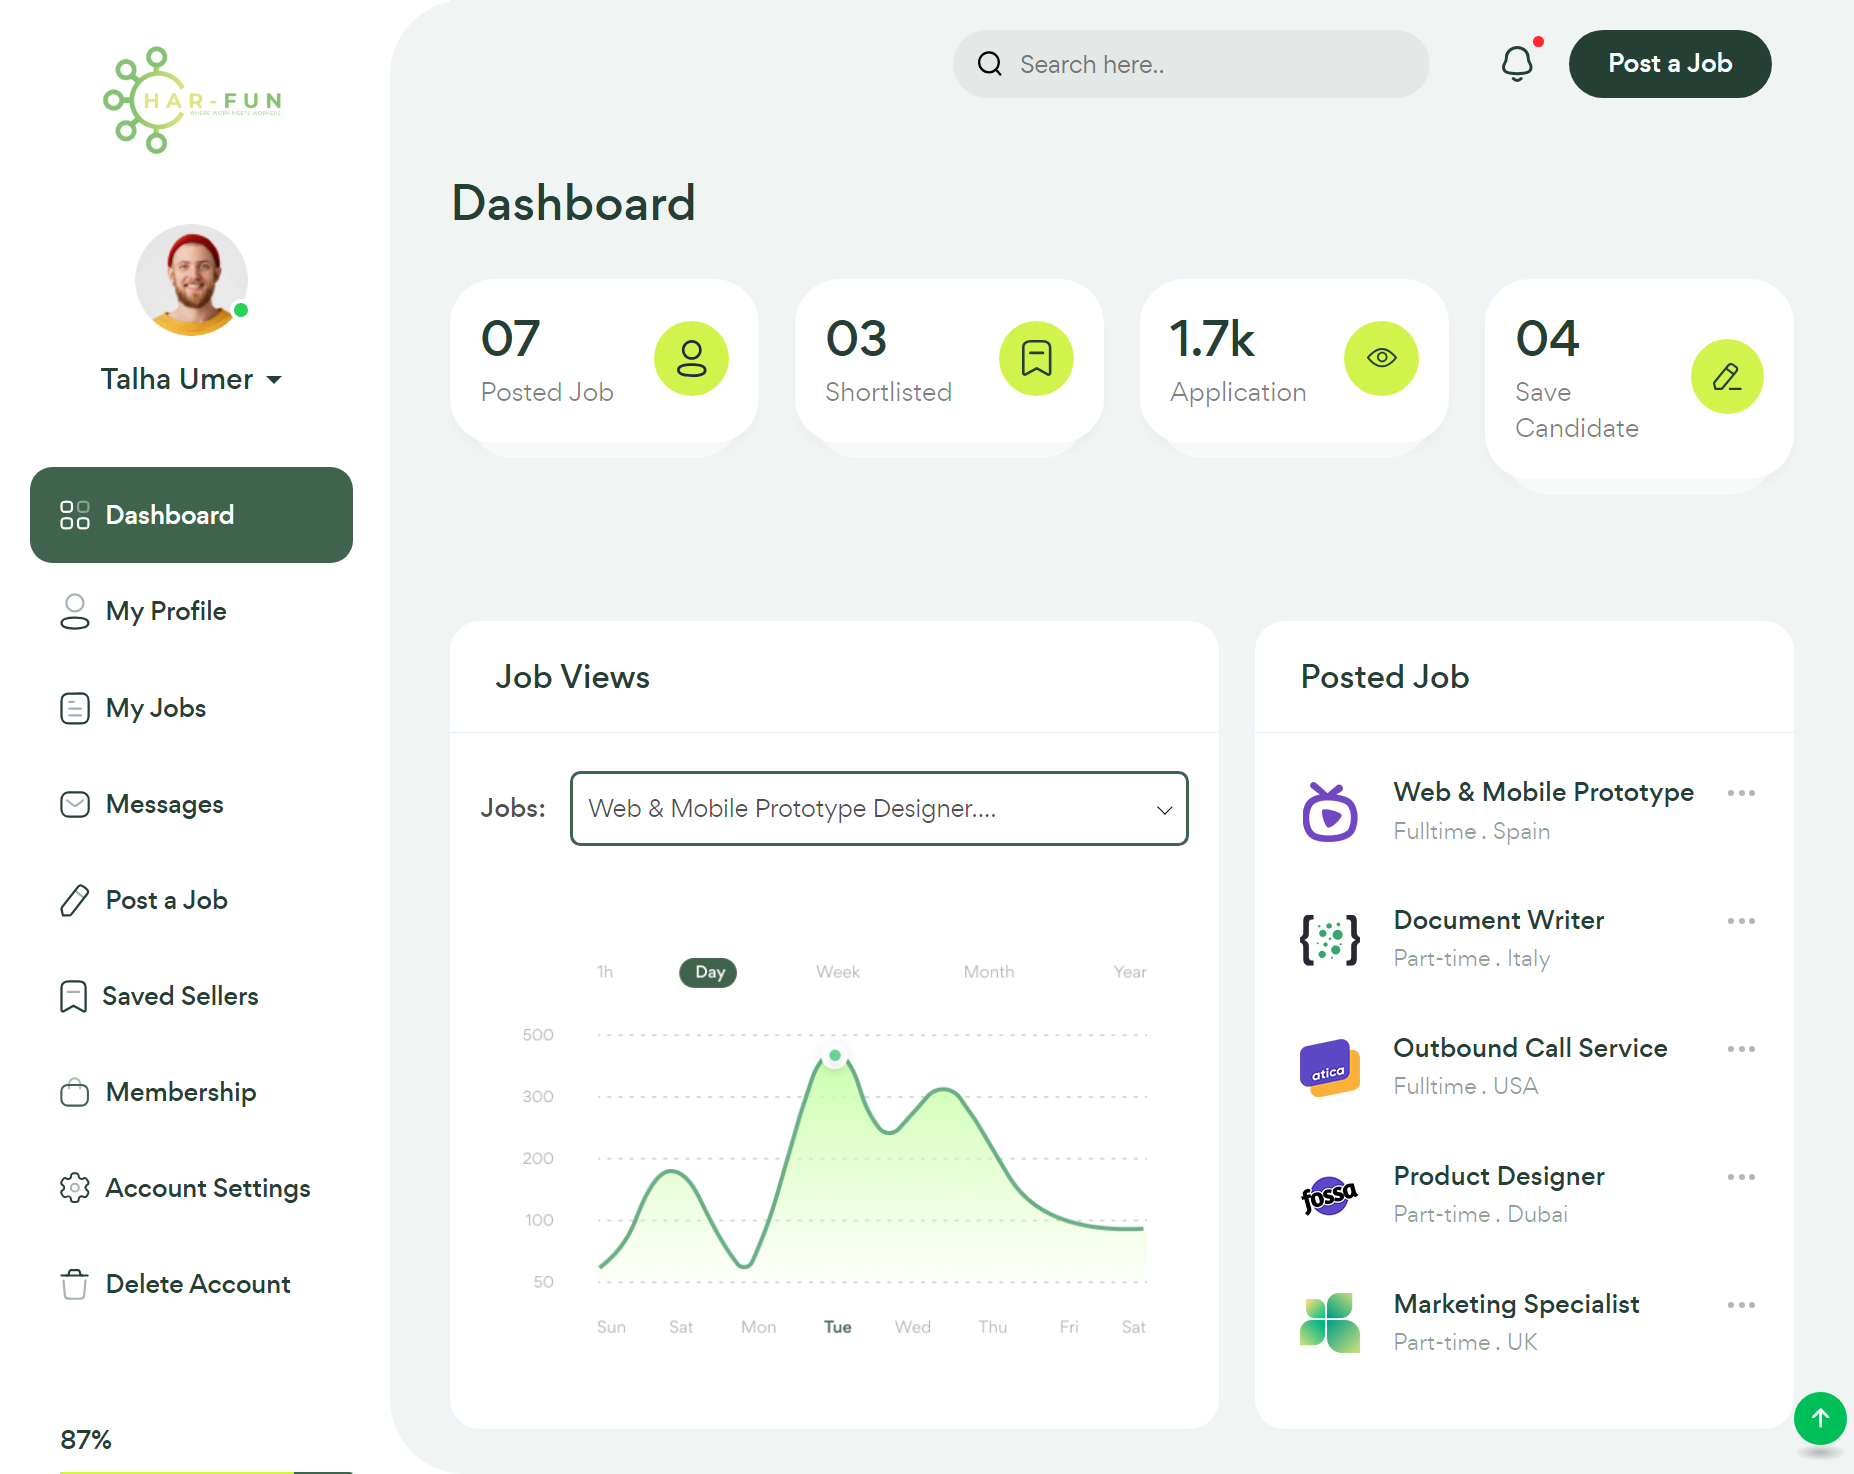 HAR-FUN
WHERE WORK MEETS WORKERS
Talha Umer
Dashboard
My Profile
My Jobs
Messages
Post a Job
Saved Sellers
Membership
Account Settings
Delete Account
87%
Search here..
Post a Job
Dashboard
07
Posted Job
03
Shortlisted
1.7k
Application
04
Save
Candidate
Job Views
Jobs:
Web & Mobile Prototype Designer....
1h Day Week Month Year
500
300
200
100
50
Sun Sat Mon Tue Wed Thu Fri Sat
Posted Job
Web & Mobile Prototype
Fulltime . Spain
Document Writer
Part-time . Italy
atica
Outbound Call Service
Fulltime . USA
fossa
Product Designer
Part-time . Dubai
Marketing Specialist
Part-time . UK